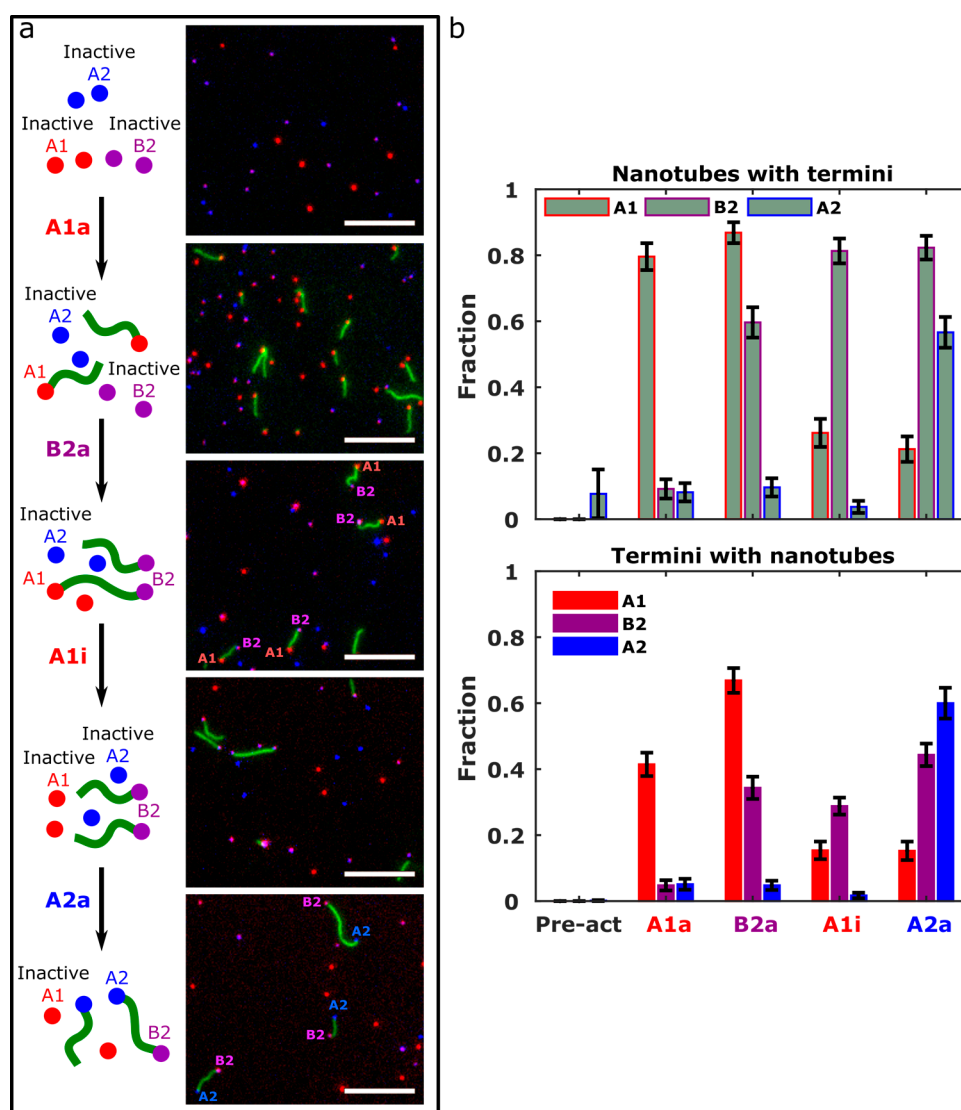 a
Inactive
A2
Inactive Inactive
A1 B2
A1a
Inactive
A2
A1 Inactive
B2
B2a
Inactive
A2
A1 B2
A1i
Inactive
Inactive A2
A1
B2
A2a
Inactive A2
A1
B2
A1
B2
B2 A1
B2 B2
A1 A1
B2
A2
A2
B2
B2
A2
b
Nanotubes with termini
A1 B2 A2
Fraction
1
0.8
0.6
0.4
0.2
0
Termini with nanotubes
A1
B2
A2
Fraction
1
0.8
0.6
0.4
0.2
0
Pre-act A1a B2a A1i A2a